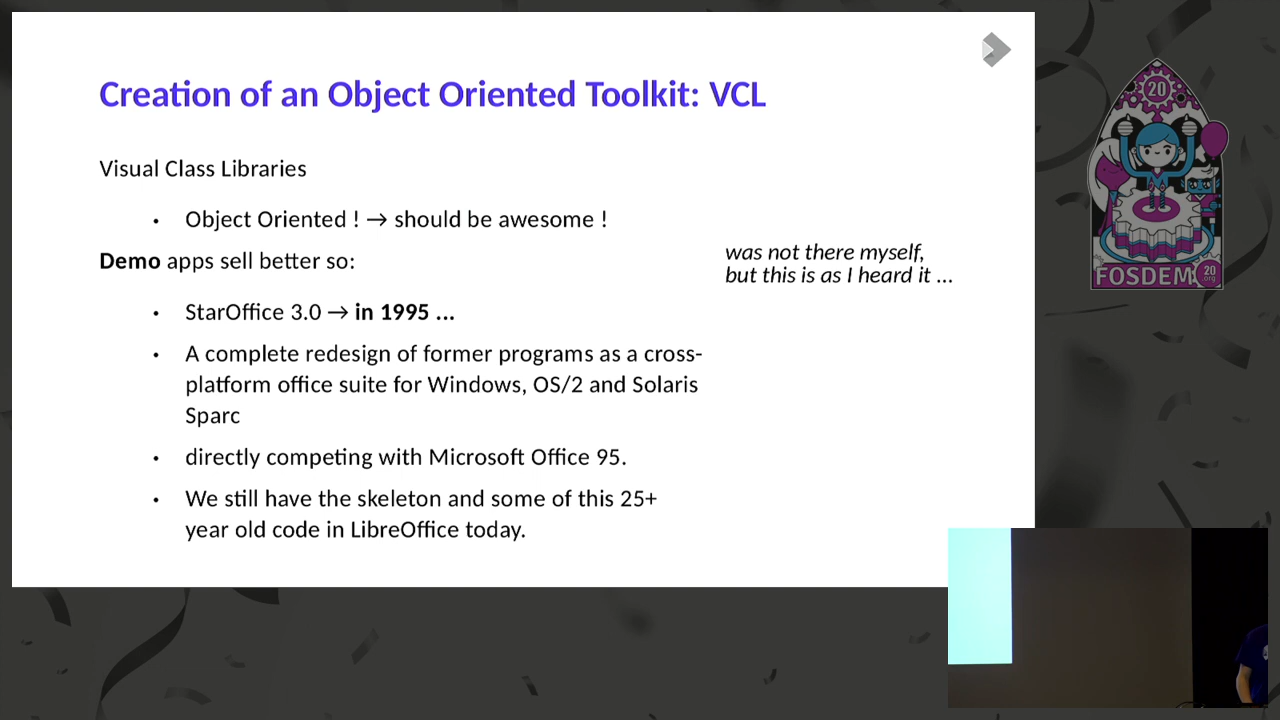 Creation of an Object Oriented Toolkit: VCL
Visual Class Libraries
• Object Oriented ! → should be awesome !
Demo apps sell better so:
was not there myself,
but this is as I heard it ...
• StarOffice 3.0 → in 1995 ...
• A complete redesign of former programs as a cross-
platform office suite for Windows, OS/2 and Solaris
Sparc
• directly competing with Microsoft Office 95.
• We still have the skeleton and some of this 25+
year old code in LibreOffice today.
20
FOSDEM
20
.org